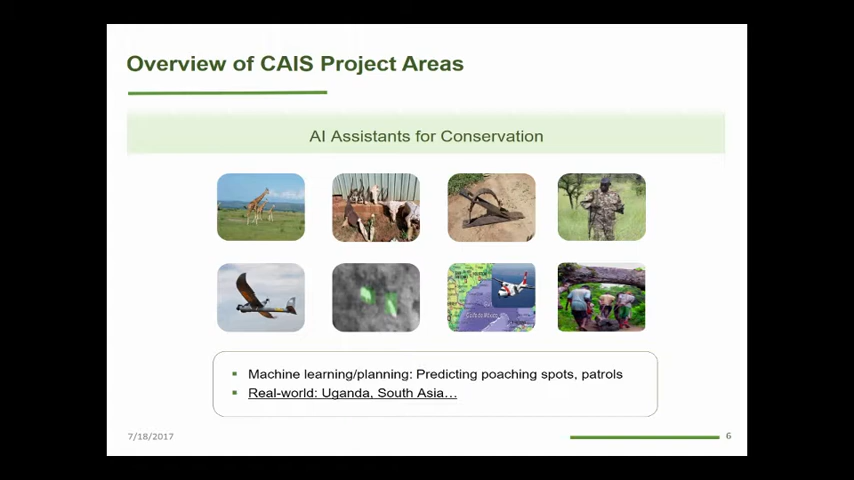 Overview of CAIS Project Areas
AI Assistants for Conservation
Machine learning/planning: Predicting poaching spots, patrols
Real-world: Uganda, South Asia…
7/18/2017
6